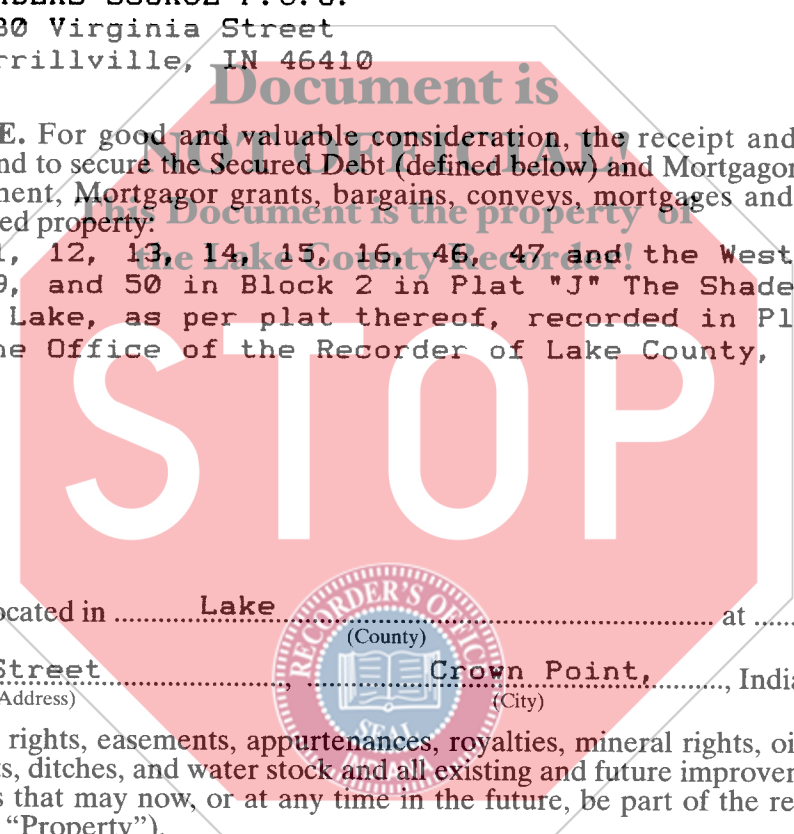 80 Virginia Street
rrillville, IN 46410
Document is
E. For good and valuable consideration, the receipt and
NOT OFFICIAL!
nd to secure the Secured Debt (defined below) and Mortgagor
ment, Mortgagor grants, bargains, conveys, mortgages and
This Document is the property of
ed property:
1, 12, 13, 14, 15, 16, 46, 47 and the West
the Lake County Recorder!
9, and 50 in Block 2 in Plat "J" The Shade
Lake, as per plat thereof, recorded in Pl
ne Office of the Recorder of Lake County,
STOP
ocated in Lake at
(County)
Street, Crown Point, , India
Address) (City)
RECORDER'S OFFICE
SEAL
INDIANA
rights, easements, appurtenances, royalties, mineral rights, oi
ts, ditches, and water stock and all existing and future improvem
s that may now, or at any time in the future, be part of the re
"Property").